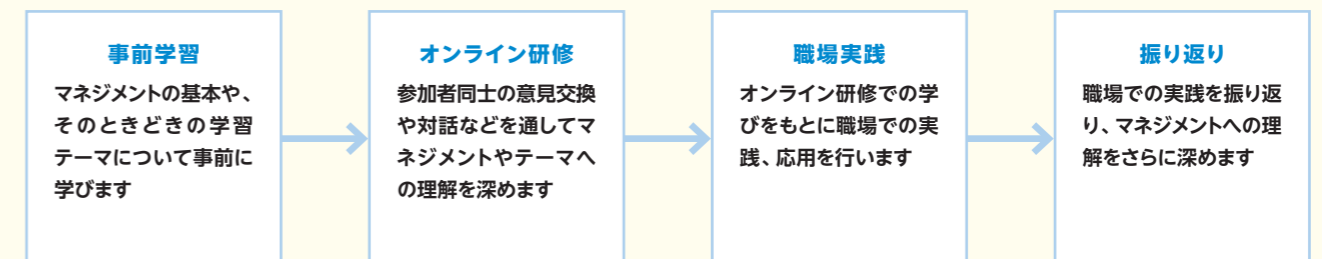 事前学習
マネジメントの基本や、
そのときどきの学習
テーマについて事前に
学びます
オンライン研修
参加者同士の意見交換
や対話などを通してマ
ネジメントやテーマへ
の理解を深めます
職場実践
オンライン研修での学
びをもとに職場での実
践、応用を行います
振り返り
職場での実践を振り返
り、マネジメントへの理
解をさらに深めます